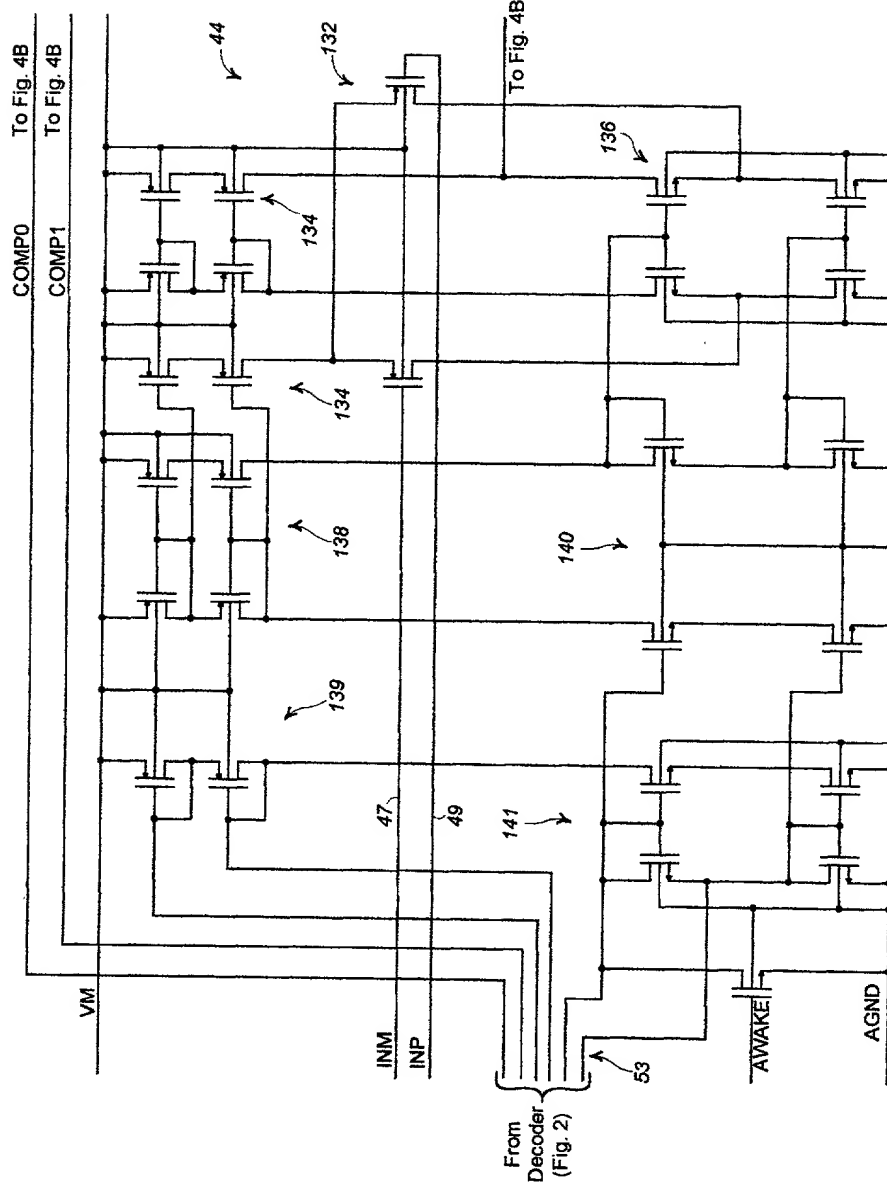 COMP0 To Fig. 4B
COMP1 To Fig. 4B
VM
44
132
134
134
138
139
To Fig. 4B
136
INM
47
INP
49
140
141
From
Decoder
(Fig. 2)
53
AWAKE
AGND